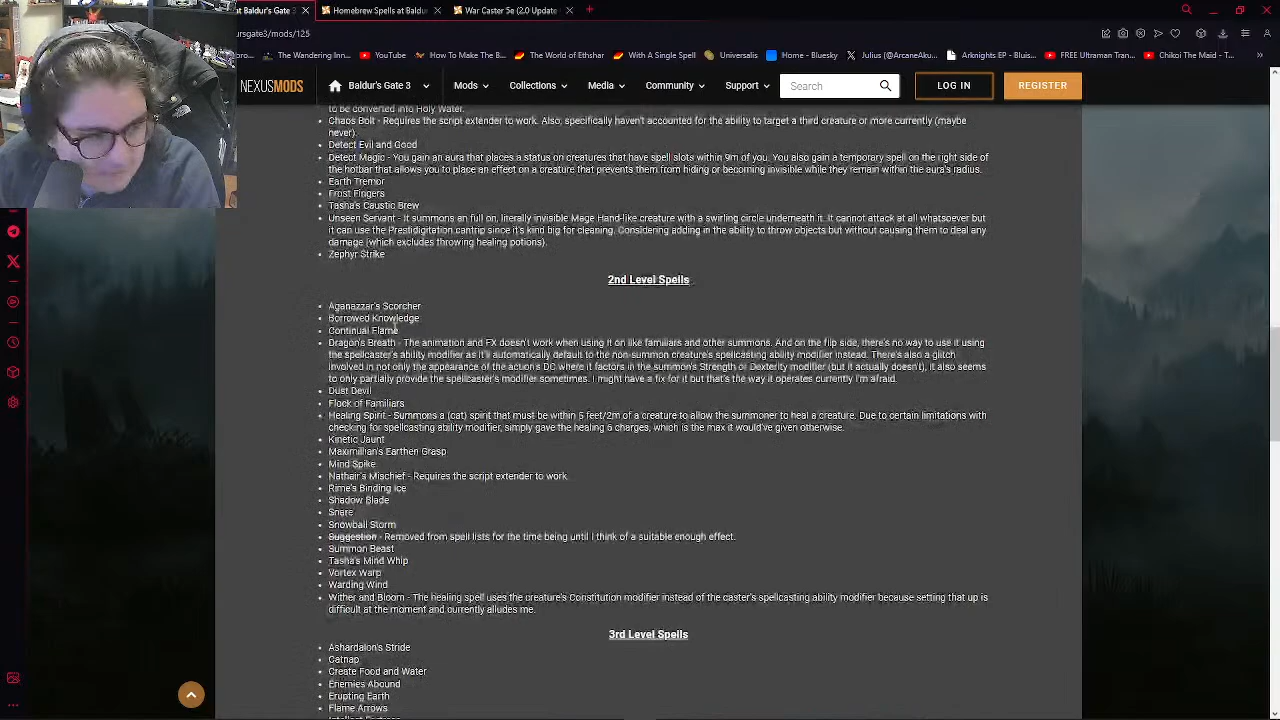 at Baldur's Gate 3
Homebrew Spells at Baldu
War Caster 5e (2.0 Update
ursgate3/mods/125
The Wandering Inn...
YouTube
How To Make The B...
The World of Ethshar
With A Single Spell
Universalis
Home - Bluesky
Julius (@ArcaneAku...
Arknights EP - Blus...
FREE Ultraman Tran...
Chikoi The Maid - T...
NEXUSMODS
Baldur's Gate 3
Mods
Collections
Media
Community
Support
Search
LOG IN
REGISTER
to be converted into Holy Water.
Chaos Bolt - Requires the script extender to work. Also, specifically haven't accounted for the ability to target a third creature or more currently (maybe
never).
Detect Evil and Good
Detect Magic - You gain an aura that places a status on creatures that have spell slots within 9m of you. You also gain a temporary spell on the right side of
the hotbar that allows you to place an effect on a creature that prevents them from hiding or becoming invisible while they remain within the aura's radius.
Earth Tremor
Frost Fingers
Tasha's Caustic Brew
Unseen Servant - It summons an full on, literally invisible Mage Hand-like creature with a swirling circle underneath it. It cannot attack at all whatsoever but
it can use the Prestidigitation cantrip since it's kind big for cleaning. Considering adding in the ability to throw objects but without causing them to deal any
damage (which excludes throwing healing potions).
Zephyr Strike
2nd Level Spells
Aganazzar's Scorcher
Borrowed Knowledge
Continual Flame
Dragon's Breath - The animation and FX doesn't work when using it on like familiars and other summons. And on the flip side, there's no way to use it using
the spellcaster's ability modifier as it's automatically default to the non-summon creature's spellcasting ability modifier instead. There's also a glitch
involved in not only the appearance of the action's DC where it factors in the summon's Strength or Dexterity modifier (but it actually doesn't), it also seems
to only partially provide the spellcaster's modifier sometimes. I might have a fix for it but that's the way it operates currently I'm afraid.
Dust Devil
Flock of Familiars
Healing Spirit - Summons a (cat) spirit that must be within 5 feet/2m of a creature to allow the summoner to heal a creature. Due to certain limitations with
checking for spellcasting ability modifier, simply gave the healing 6 charges, which is the max it would've given otherwise.
Kinetic Jaunt
Maximillian's Earthen Grasp
Mind Spike
Nathair's Mischief - Requires the script extender to work.
Rime's Binding Ice
Shadow Blade
Snare
Snowball Storm
Suggestion - Removed from spell lists for the time being until I think of a suitable enough effect.
Summon Beast
Tasha's Mind Whip
Vortex Warp
Warding Wind
Wither and Bloom - The healing spell uses the creature's Constitution modifier instead of the caster's spellcasting ability modifier because setting that up is
difficult at the moment and currently alludes me.
3rd Level Spells
Ashardalon's Stride
Catnap
Create Food and Water
Enemies Abound
Erupting Earth
Flame Arrows